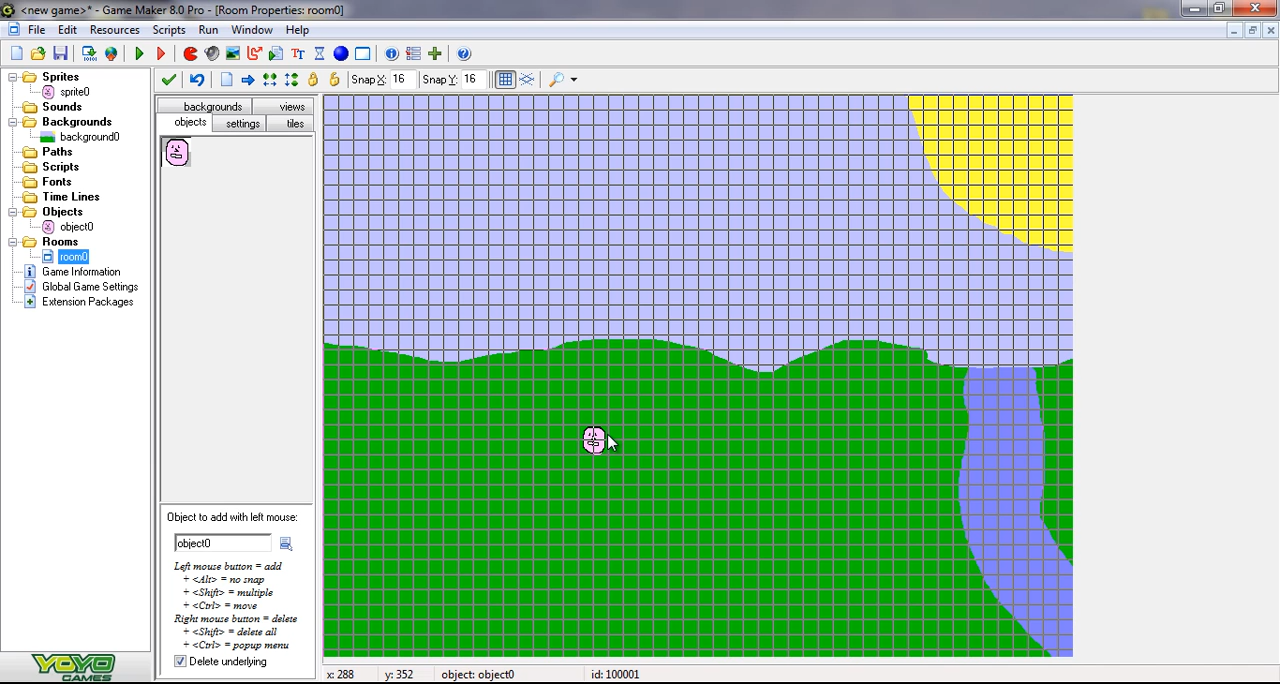 <new game>* - Game Maker 8.0 Pro - [Room Properties: room0]
File Edit Resources Scripts Run Window Help
Snap X: 16 Snap Y: 16
Sprites
sprite0
Sounds
Backgrounds
background0
Paths
Scripts
Fonts
Time Lines
Objects
object0
Rooms
room0
Game Information
Global Game Settings
Extension Packages
YOYO
GAMES
backgrounds views
objects settings tiles
Object to add with left mouse:
object0
Left mouse button = add
+ <Alt> = no snap
+ <Shift> = multiple
+ <Ctrl> = move
Right mouse button = delete
+ <Shift> = delete all
+ <Ctrl> = popup menu
Delete underlying
x: 288 y: 352 object: object0 id: 100001